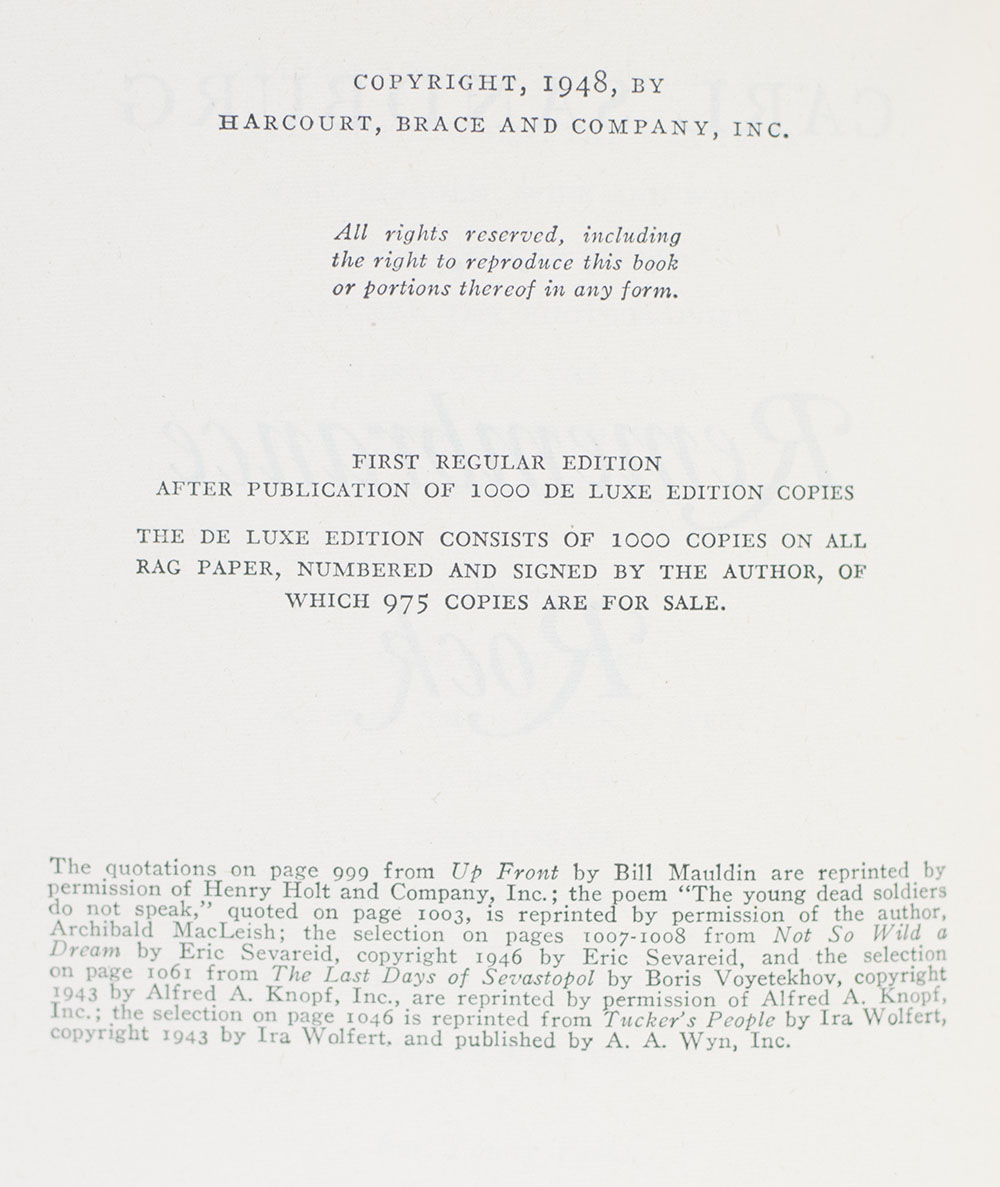 COPYRIGHT, 1948, BY
HARCOURT, BRACE AND COMPANY, INC.
All rights reserved, including
the right to reproduce this book
or portions thereof in any form.
FIRST REGULAR EDITION
AFTER PUBLICATION OF 1000 DE LUXE EDITION COPIES
THE DE LUXE EDITION CONSISTS OF 1000 COPIES ON ALL
RAG PAPER, NUMBERED AND SIGNED BY THE AUTHOR, OF
WHICH 975 COPIES ARE FOR SALE.
The quotations on page 999 from Up Front by Bill Mauldin are reprinted by
permission of Henry Holt and Company, Inc.; the poem “The young dead soldiers
do not speak,” quoted on page 1003, is reprinted by permission of the author,
Archibald MacLeish; the selection on pages 1007-1008 from Not So Wild a
Dream by Eric Sevareid, copyright 1946 by Eric Sevareid, and the selection
on page 1061 from The Last Days of Sevastopol by Boris Voyetekhov, copyright
1943 by Alfred A. Knopf, Inc., are reprinted by permission of Alfred A. Knopf,
Inc.; the selection on page 1046 is reprinted from Tucker's People by Ira Wolfert,
copyright 1943 by Ira Wolfert, and published by A. A. Wyn, Inc.